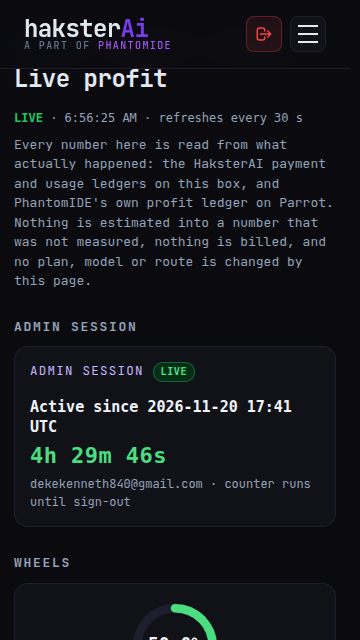 haksterAi
A PART OF PHANTOMIDE
Live profit
LIVE · 6:56:25 AM · refreshes every 30 s
Every number here is read from what
actually happened: the HaksterAI payment
and usage ledgers on this box, and
PhantomIDE's own profit ledger on Parrot.
Nothing is estimated into a number that
was not measured, nothing is billed, and
no plan, model or route is changed by
this page.
ADMIN SESSION
ADMIN SESSION LIVE
Active since 2026-11-20 17:41
UTC
4h 29m 46s
dekekenneth840@gmail.com · counter runs
until sign-out
WHEELS